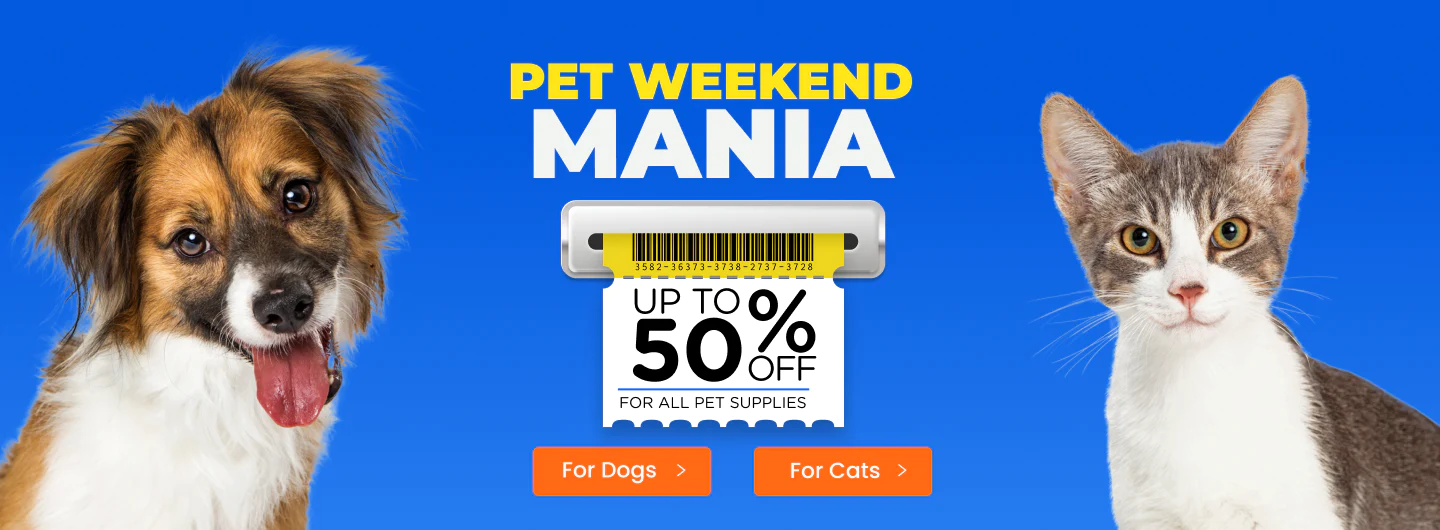 PET WEEKEND
MANIA
3582-36373-3738-2737-3728
UP TO
50%
OFF
FOR ALL PET SUPPLIES
For Dogs >
For Cats >